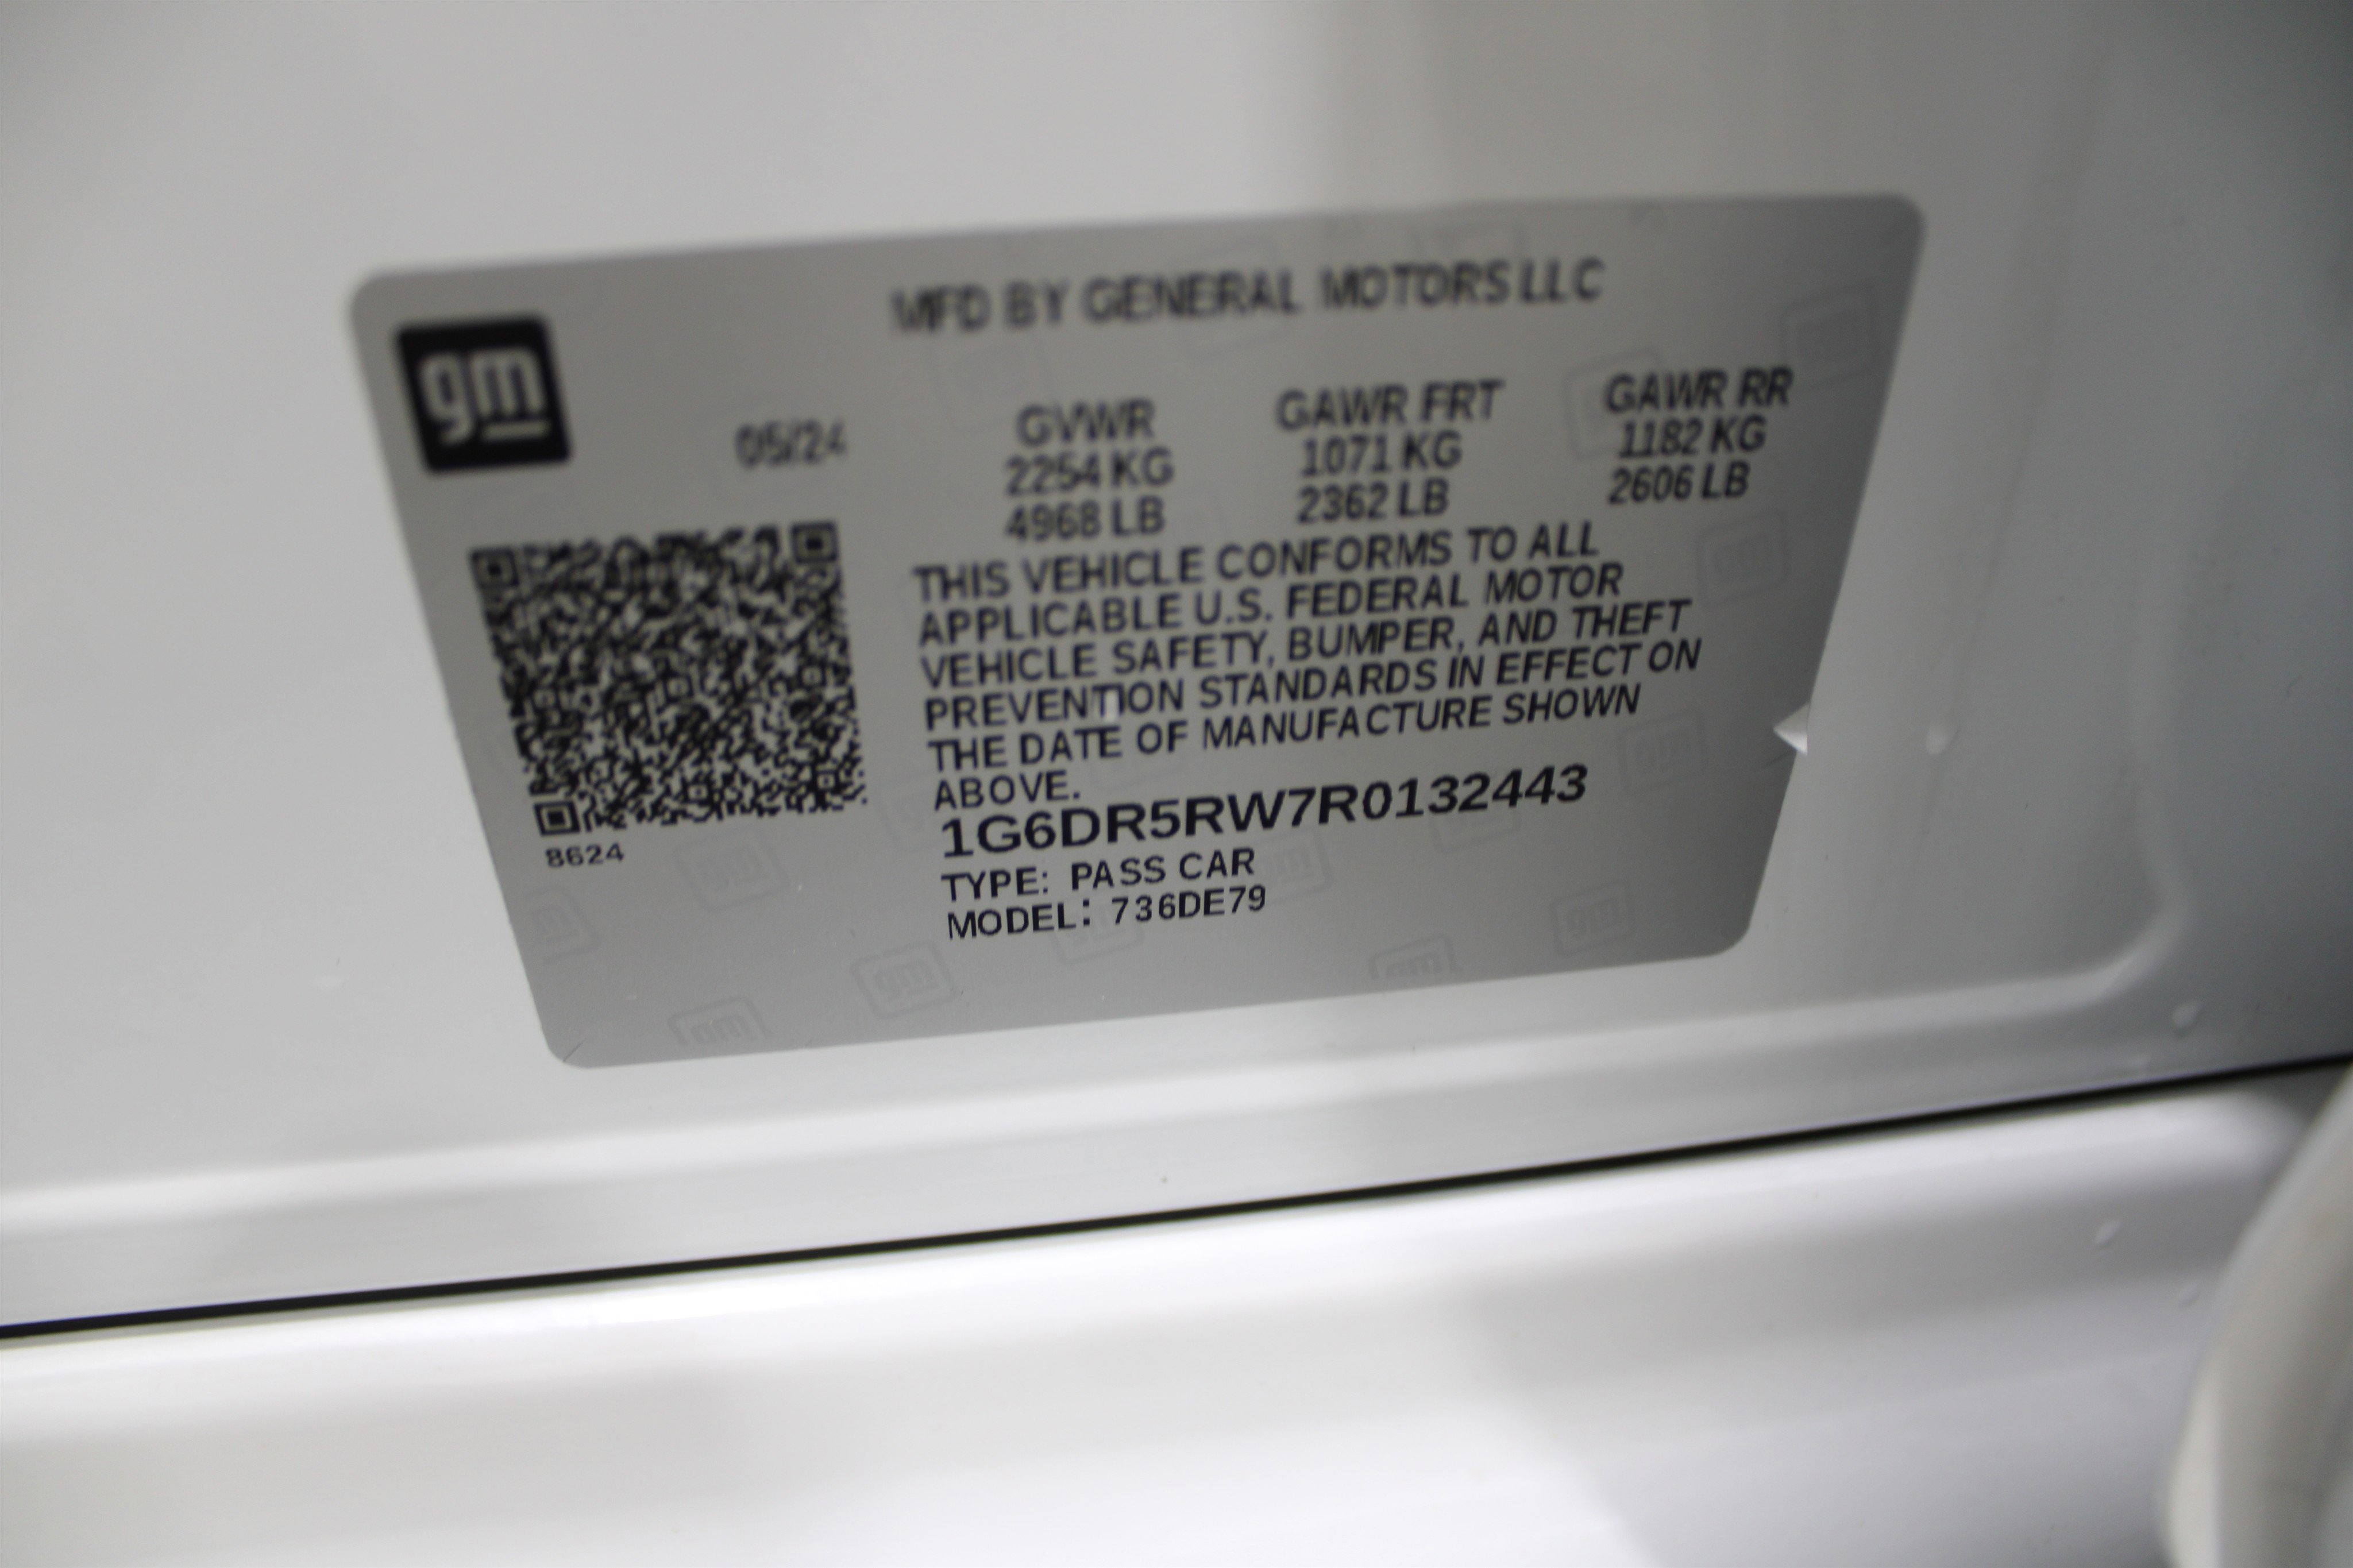 gm
MFD BY GENERAL MOTORS LLC
05/24
GVWR GAWR FRT GAWR RR
2254 KG 1071 KG 1182 KG
4968 LB 2362 LB 2606 LB
THIS VEHICLE CONFORMS TO ALL
APPLICABLE U.S. FEDERAL MOTOR
VEHICLE SAFETY, BUMPER, AND THEFT
PREVENTION STANDARDS IN EFFECT ON
THE DATE OF MANUFACTURE SHOWN
ABOVE.
1G6DR5RW7R0132443
8624
TYPE: PASS CAR
MODEL: 736DE79